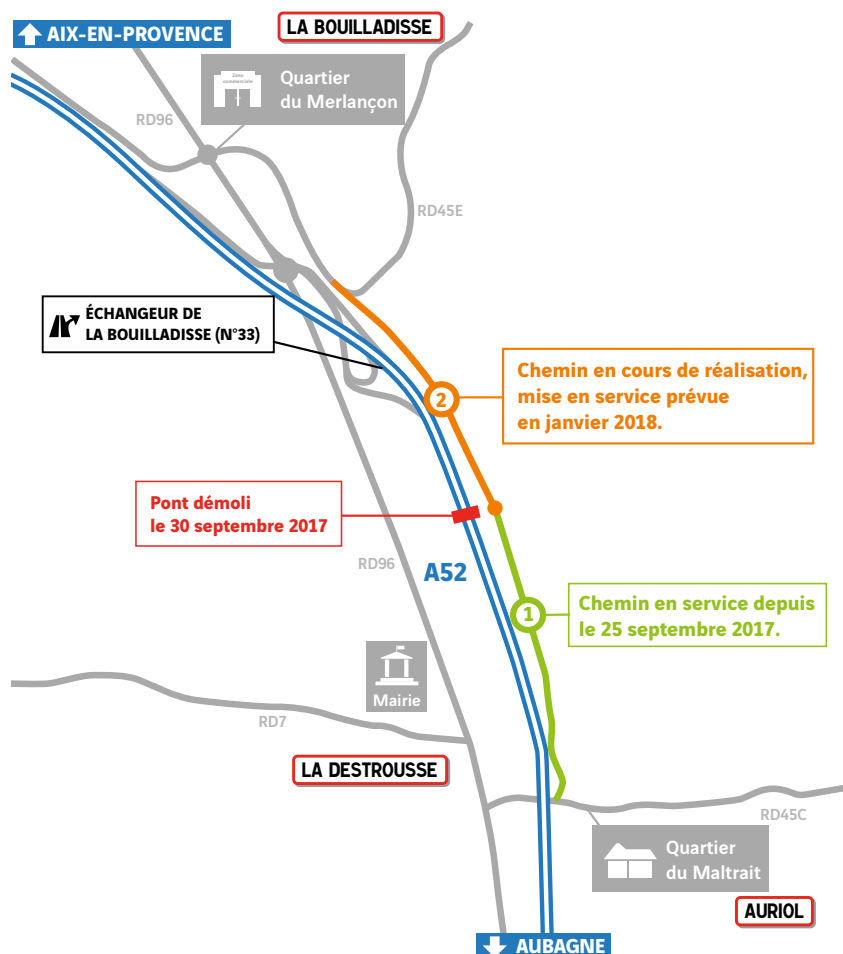 LA BOUILLADISSE
AIX-EN-PROVENCE
Zone
commerciale
Quartier
du Merlançon
RD96
RD45E
ÉCHANGEUR DE
LA BOUILLADISSE (N°33)
2
Chemin en cours de réalisation,
mise en service prévue
en janvier 2018.
Pont démoli
le 30 septembre 2017
RD96
A52
1
Chemin en service depuis
le 25 septembre 2017.
Mairie
RD7
LA DESTROUSSE
RD45C
Quartier
du Maltrait
AURIOL
AUBAGNE